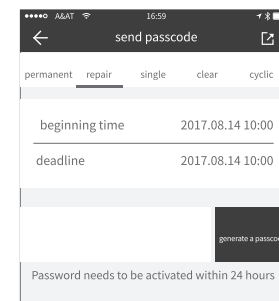 A&AT 16:59
send passcode
permanent repair single clear cyclic
beginning time 2017.08.14 10:00
deadline 2017.08.14 10:00
generate a passco
Password needs to be activated within 24 hours